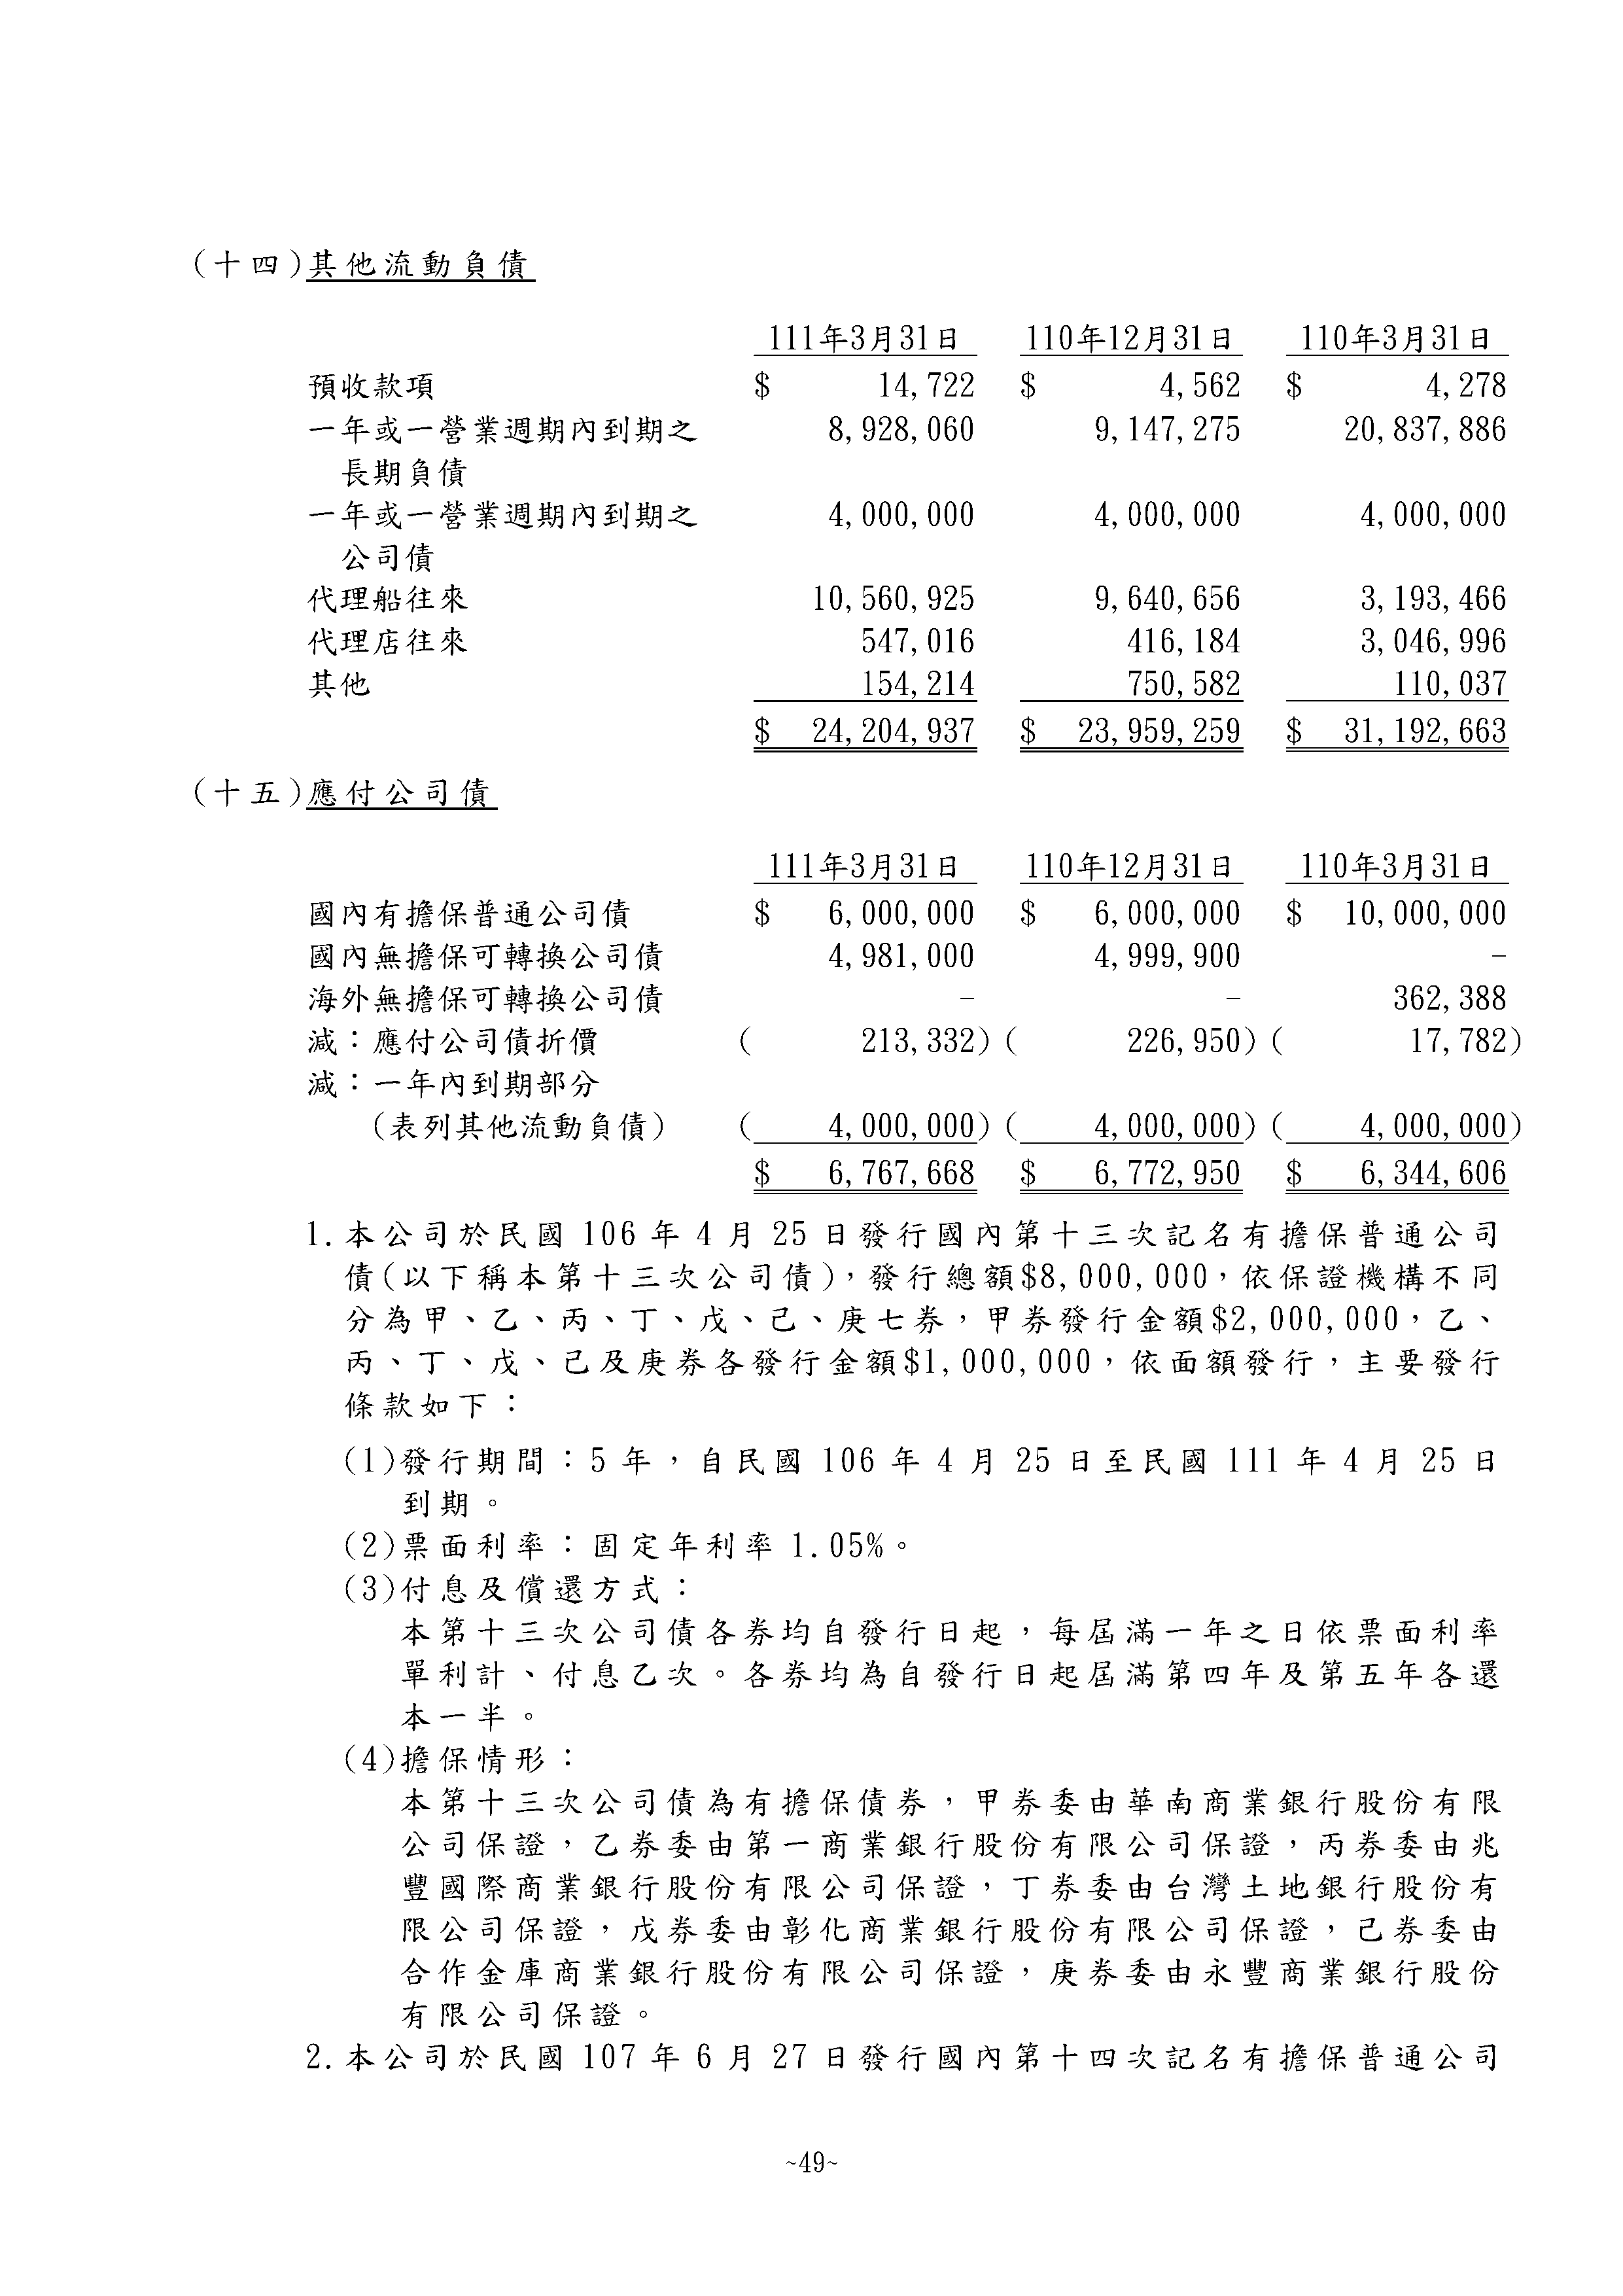 (十四)其他流動負債
111年3月31日 110年12月31日 110年3月31日
預收款項 $ 14,722 $ 4,562 $ 4,278
一年或一營業週期內到期之 8,928,060 9,147,275 20,837,886
長期負債
一年或一營業週期內到期之 4,000,000 4,000,000 4,000,000
公司債
代理船往來 10,560,925 9,640,656 3,193,466
代理店往來 547,016 416,184 3,046,996
其他 154,214 750,582 110,037
$ 24,204,937 $ 23,959,259 $ 31,192,663
(十五)應付公司債
111年3月31日 110年12月31日 110年3月31日
國內有擔保普通公司債 $ 6,000,000 $ 6,000,000 $ 10,000,000
國內無擔保可轉換公司債 4,981,000 4,999,900 -
海外無擔保可轉換公司債 - - 362,388
減：應付公司債折價 ( 213,332) ( 226,950) ( 17,782)
減：一年內到期部分
(表列其他流動負債) ( 4,000,000) ( 4,000,000) ( 4,000,000)
$ 6,767,668 $ 6,772,950 $ 6,344,606
1.本公司於民國 106 年 4 月 25 日發行國內第十三次記名有擔保普通公司
債(以下稱本第十三次公司債)，發行總額$8,000,000，依保證機構不同
分為甲、乙、丙、丁、戊、己、庚七券，甲券發行金額$2,000,000，乙、
丙、丁、戊、己及庚券各發行金額$1,000,000，依面額發行，主要發行
條款如下：
(1)發行期間：5 年，自民國 106 年 4 月 25 日至民國 111 年 4 月 25 日
到期。
(2)票面利率：固定年利率 1.05%。
(3)付息及償還方式：
本第十三次公司債各券均自發行日起，每屆滿一年之日依票面利率
單利計、付息乙次。各券均為自發行日起屆滿第四年及第五年各還
本一半。
(4)擔保情形：
本第十三次公司債為有擔保債券，甲券委由華南商業銀行股份有限
公司保證，乙券委由第一商業銀行股份有限公司保證，丙券委由兆
豐國際商業銀行股份有限公司保證，丁券委由台灣土地銀行股份有
限公司保證，戊券委由彰化商業銀行股份有限公司保證，己券委由
合作金庫商業銀行股份有限公司保證，庚券委由永豐商業銀行股份
有限公司保證。
2.本公司於民國 107 年 6 月 27 日發行國內第十四次記名有擔保普通公司
~49~